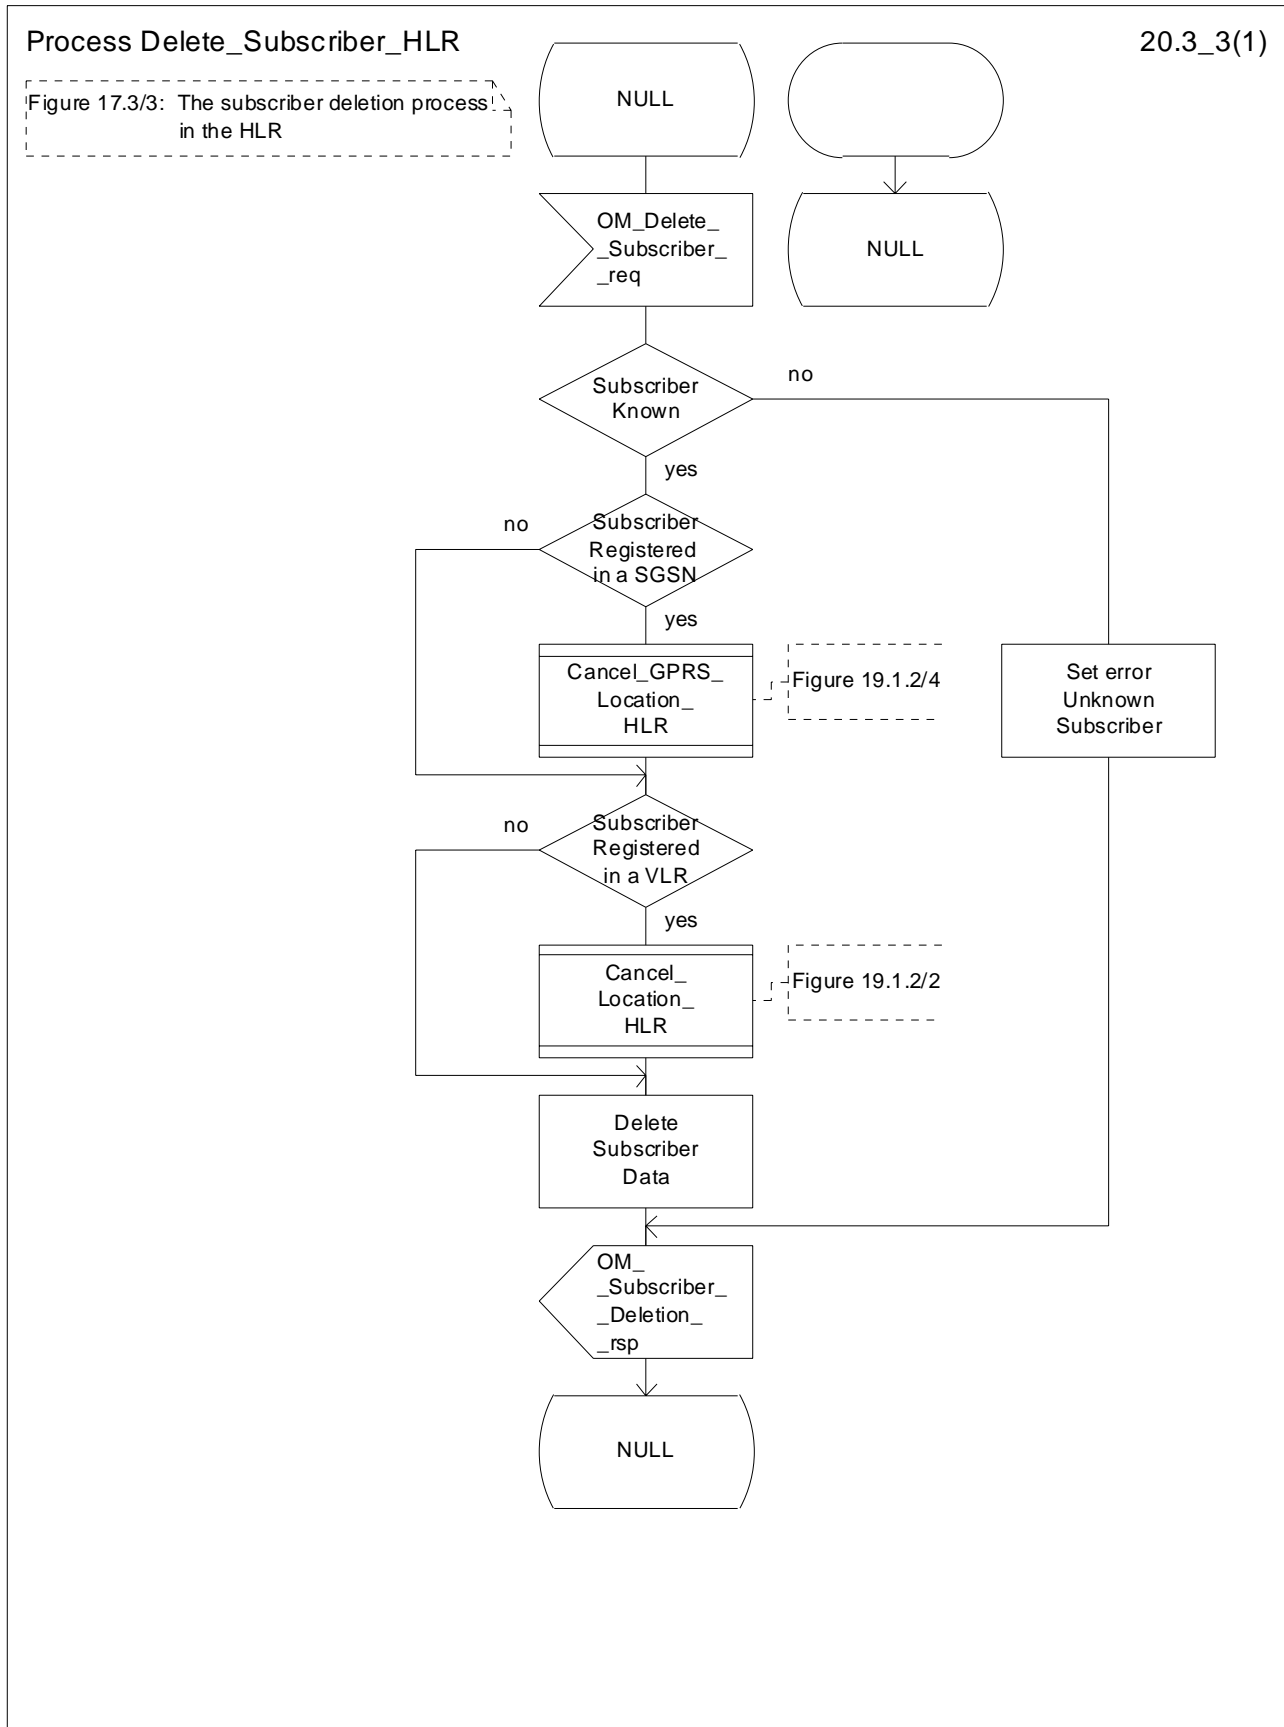 Process Delete_Subscriber_HLR
20.3_3(1)
Figure 17.3/3:  The subscriber deletion process
in the HLR
NULL
OM_Delete_
_Subscriber_
_req
NULL
Subscriber
Known
no
yes
no
Subscriber
Registered
in a SGSN
yes
Cancel_GPRS_
Location_
HLR
Figure 19.1.2/4
Set error
Unknown
Subscriber
no
Subscriber
Registered
in a VLR
yes
Cancel_
Location_
HLR
Figure 19.1.2/2
Delete
Subscriber
Data
OM_
_Subscriber_
_Deletion_
_rsp
NULL